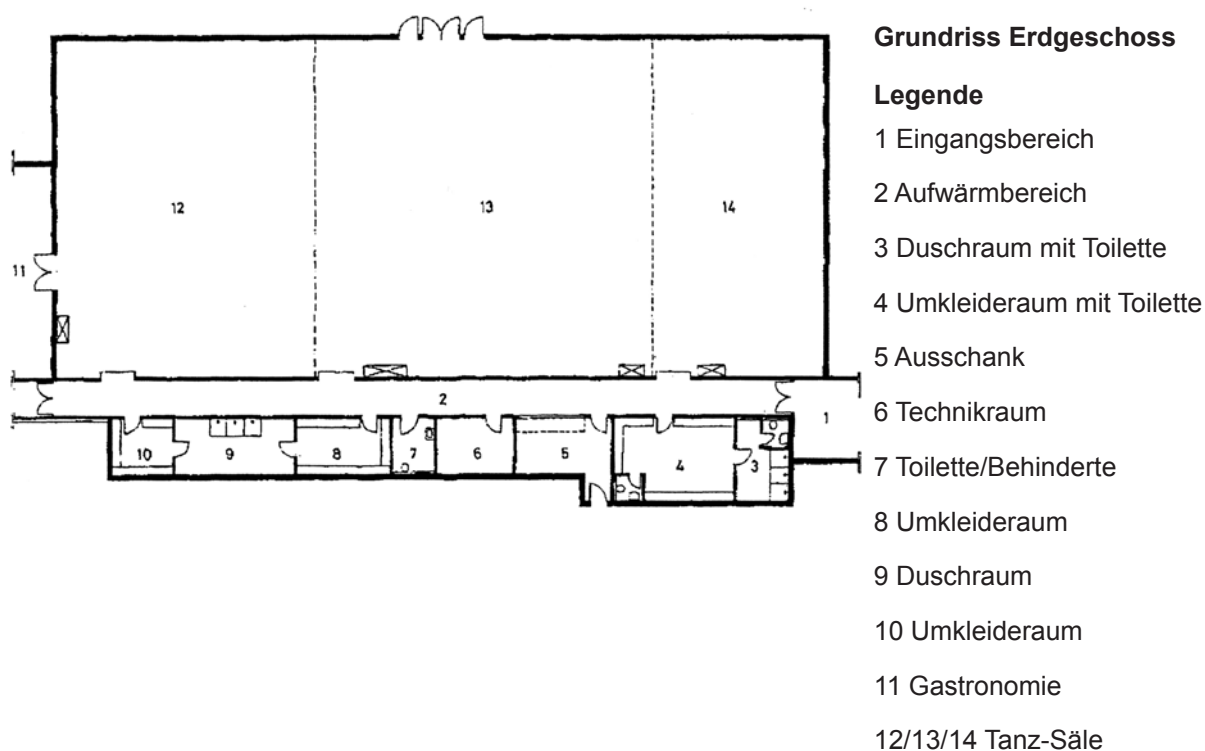 Grundriss Erdgeschoss
Legende
1 Eingangsbereich
2 Aufwärmbereich
3 Duschraum mit Toilette
4 Umkleideraum mit Toilette
5 Ausschank
6 Technikraum
7 Toilette/Behinderte
8 Umkleideraum
9 Duschraum
10 Umkleideraum
11 Gastronomie
12/13/14 Tanz-Säle
12
13
14
11
2
1
10
9
8
7
6
5
4
3